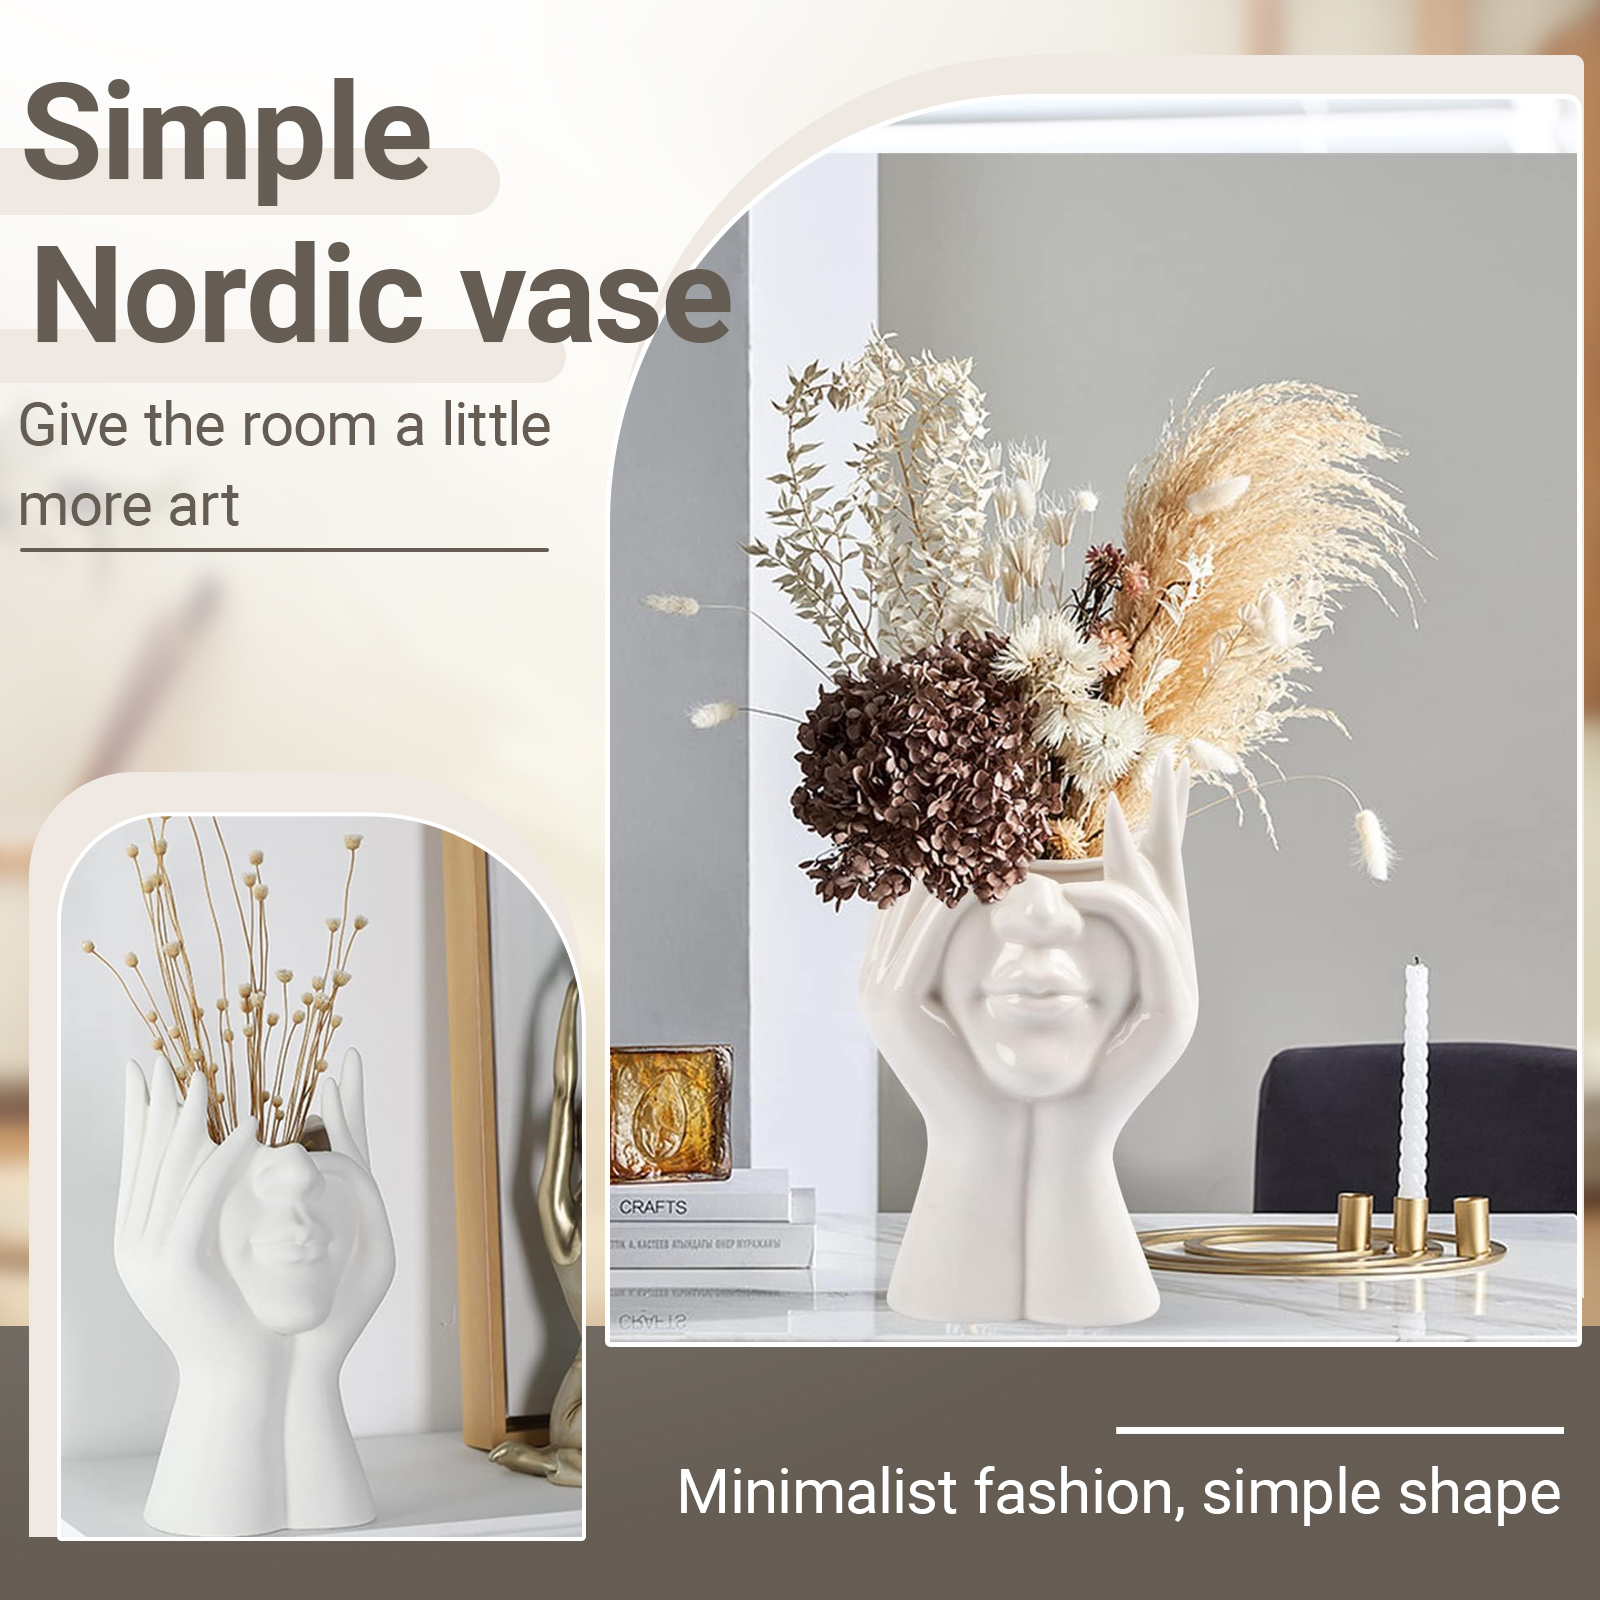 Simple
Nordic vase
Give the room a little
more art
CRAFTS
Minimalist fashion, simple shape